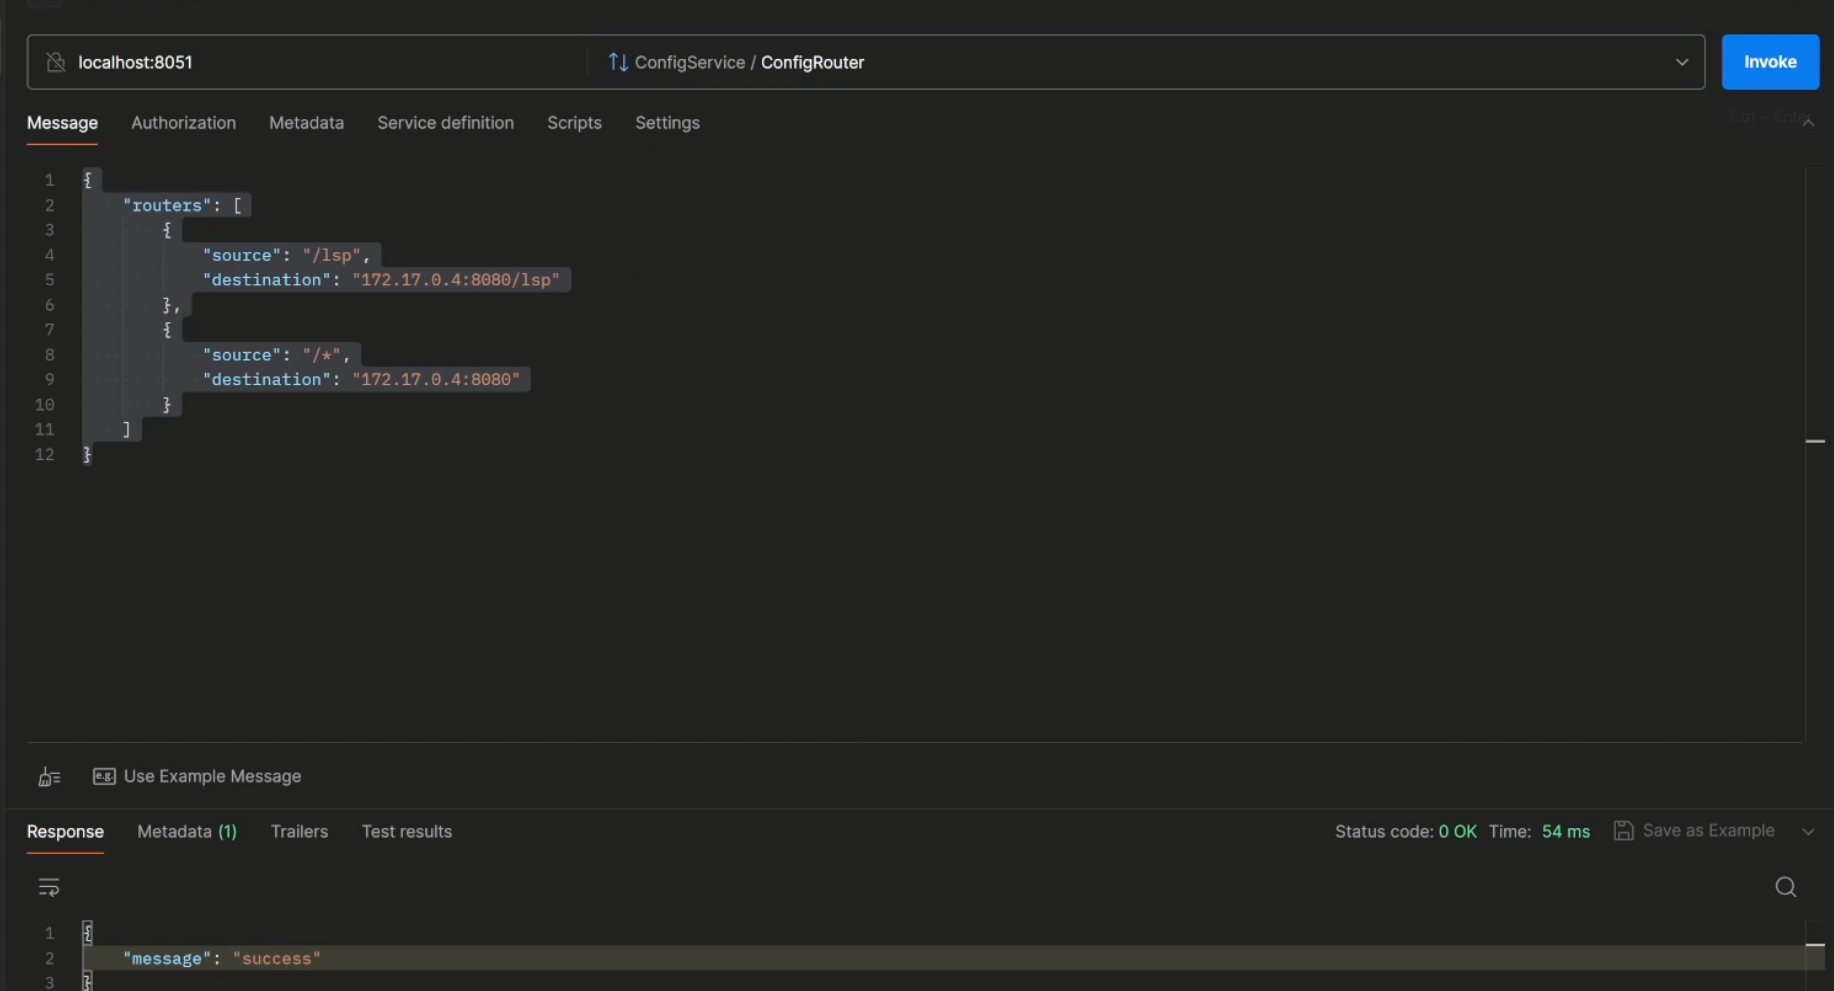 localhost:8051
ConfigService / ConfigRouter
Invoke
Message Authorization Metadata Service definition Scripts Settings
Ctrl + Enter
1 {
2 "routers": [
3 {
4 "source": "/lsp",
5 "destination": "172.17.0.4:8080/lsp"
6 },
7 {
8 "source": "/*",
9 "destination": "172.17.0.4:8080"
10 }
11 ]
12 }
e.g. Use Example Message
Response Metadata (1) Trailers Test results Status code: 0 OK Time: 54 ms Save as Example
1 {
2 "message": "success"
3 }